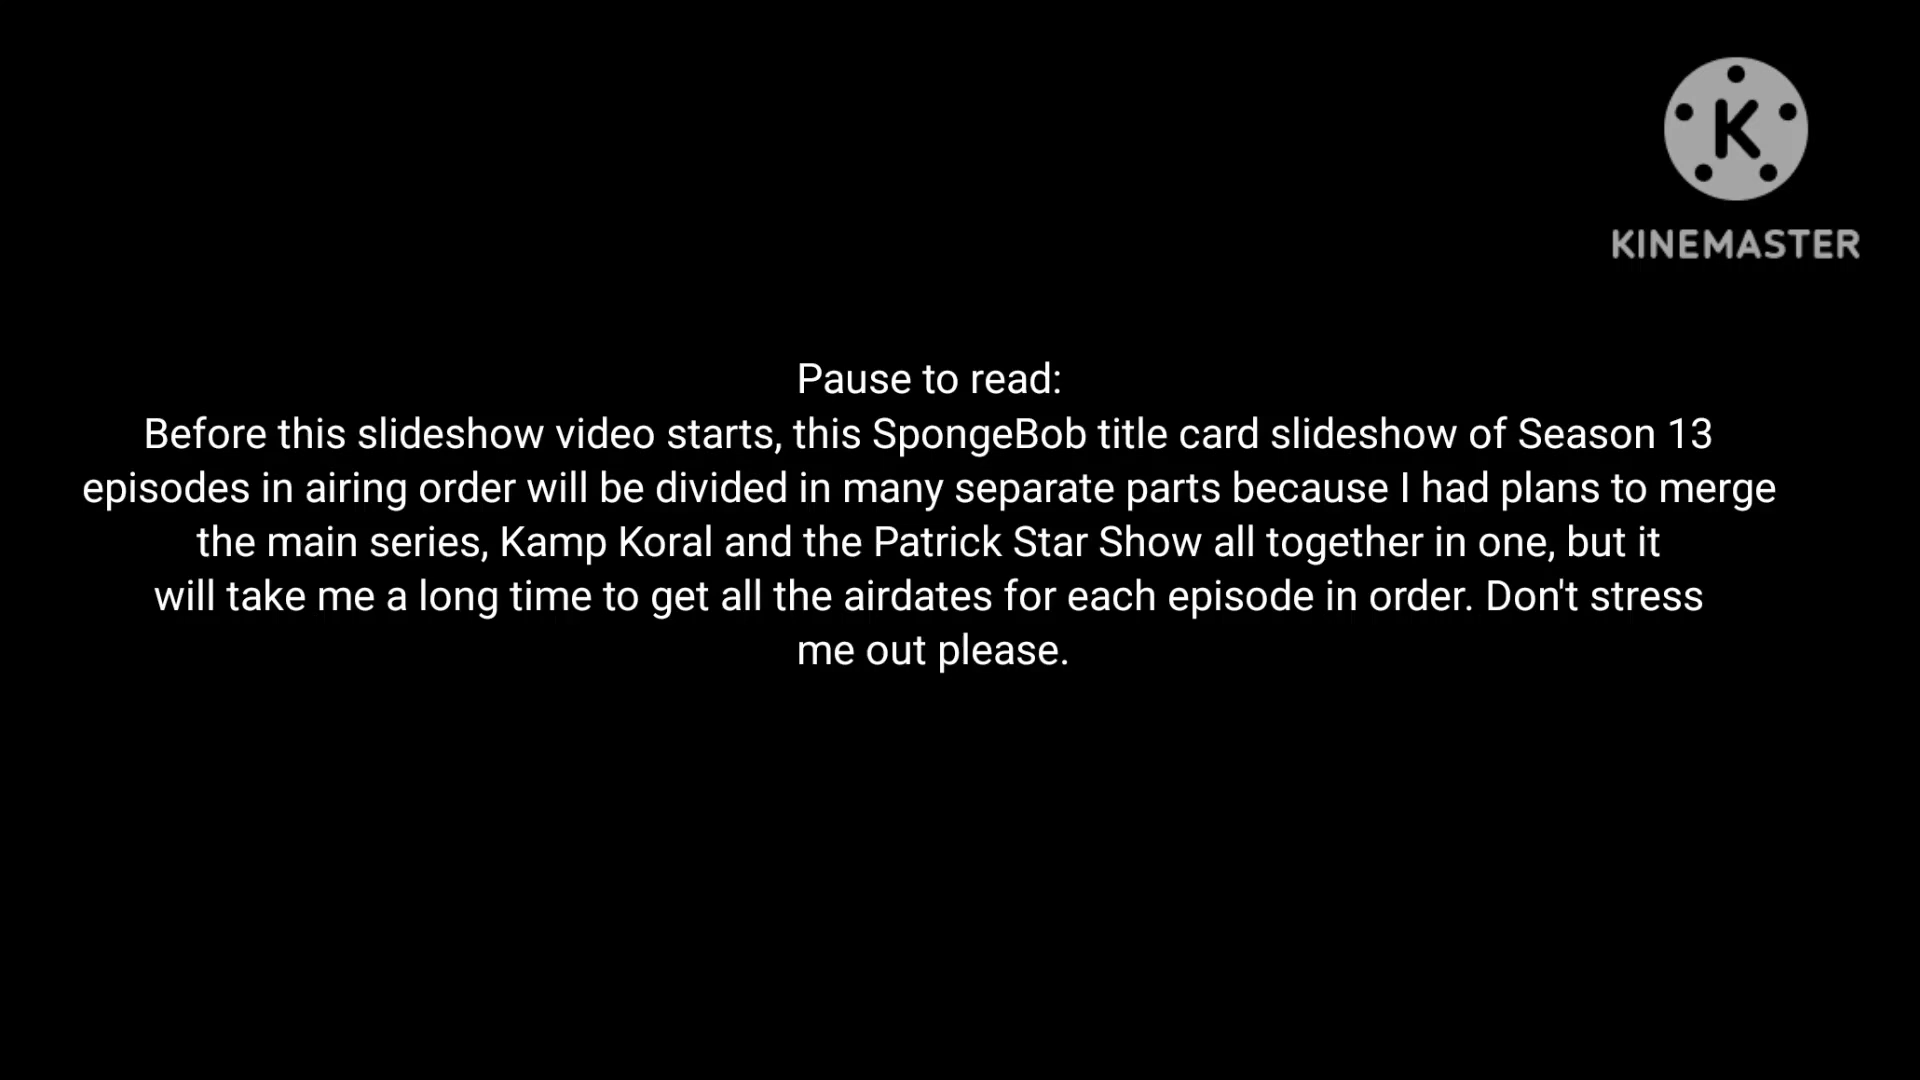 K
KINEMASTER
Pause to read:
Before this slideshow video starts, this SpongeBob title card slideshow of Season 13
episodes in airing order will be divided in many separate parts because I had plans to merge
the main series, Kamp Koral and the Patrick Star Show all together in one, but it
will take me a long time to get all the airdates for each episode in order. Don't stress
me out please.